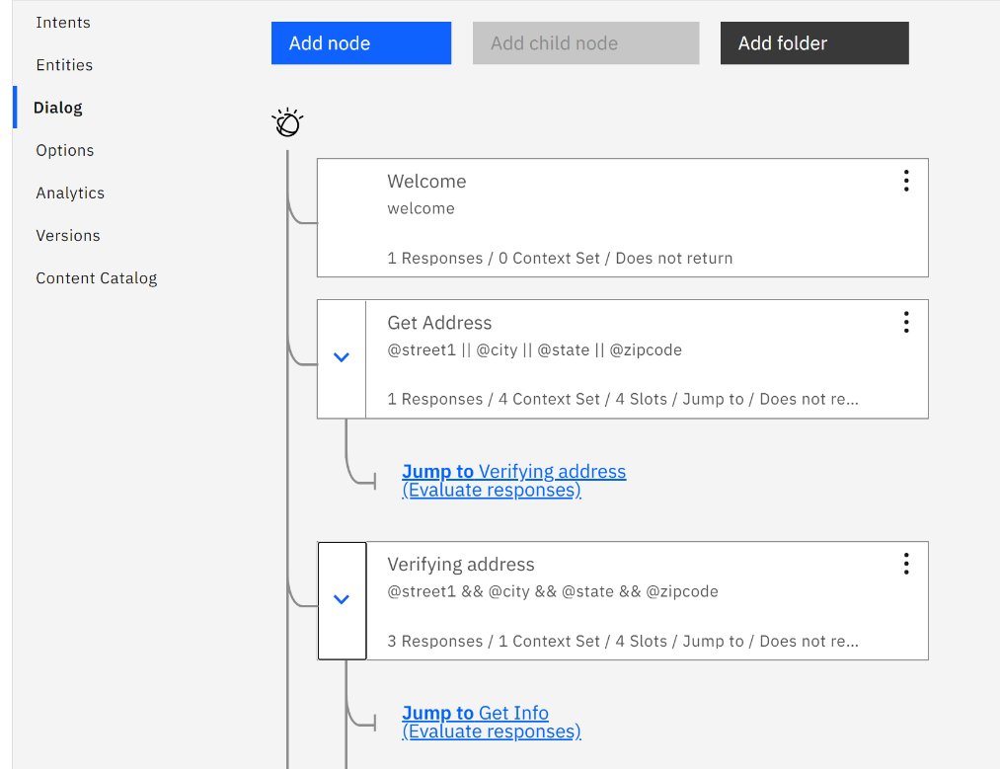 Intents
Entities
Dialog
Options
Analytics
Versions
Content Catalog
Add node
Add child node
Add folder
Welcome
welcome
1 Responses / 0 Context Set / Does not return
Get Address
@street1 || @city || @state || @zipcode
1 Responses / 4 Context Set / 4 Slots / Jump to / Does not re...
Jump to Verifying address
(Evaluate responses)
Verifying address
@street1 && @city && @state && @zipcode
3 Responses / 1 Context Set / 4 Slots / Jump to / Does not re...
Jump to Get Info
(Evaluate responses)